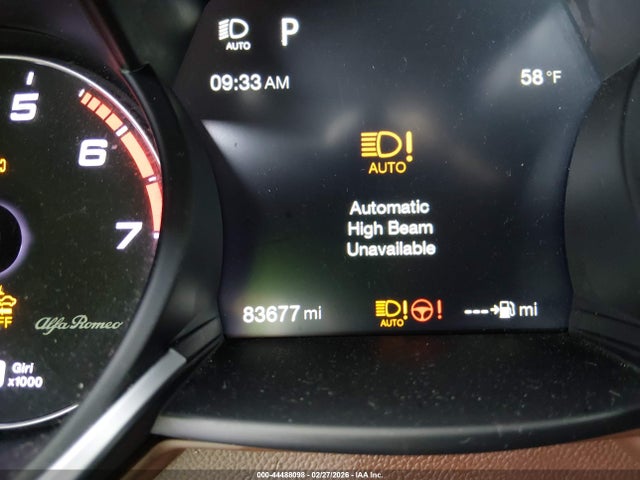 AUTO P
09:33 AM 58 °F
5
6
7
AUTO
Automatic
High Beam
Unavailable
83677 mi AUTO --- mi
Alfa Romeo
Giri
x1000
000-44488098 - 02/27/2026 - IAA Inc.